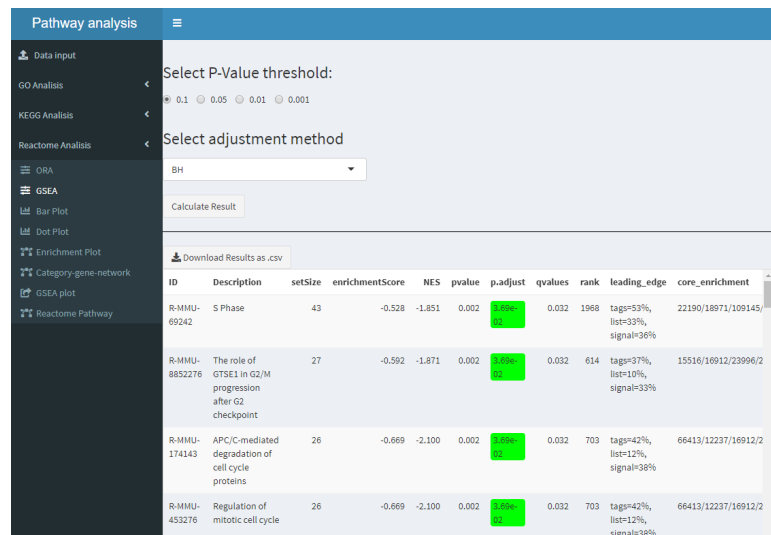 Pathway analysis
Data input
GO Analisis
KEGG Analisis
Reactome Analisis
ORA
GSEA
Bar Plot
Dot Plot
Enrichment Plot
Category-gene-network
GSEA plot
Reactome Pathway
Select P-Value threshold:
0.1 0.05 0.01 0.001
Select adjustment method
BH
Calculate Result
Download Results as .csv
ID Description setSize enrichmentScore NES pvalue p.adjust qvalues rank leading_edge core_enrichment
R-MMU- S Phase 43 -0.528 -1.851 0.002 3.69e- 0.032 1968 tags=53%, 22190/18971/109145/
69242 02 list=33%,
signal=36%
R-MMU- The role of 27 -0.592 -1.871 0.002 3.69e- 0.032 614 tags=37%, 15516/16912/23996/2
8852276 GTSE1 in G2/M 02 list=10%,
progression signal=33%
after G2
checkpoint
R-MMU- APC/C-mediated 26 -0.669 -2.100 0.002 3.69e- 0.032 703 tags=42%, 66413/12237/16912/2
174143 degradation of 02 list=12%,
cell cycle signal=38%
proteins
R-MMU- Regulation of 26 -0.669 -2.100 0.002 3.69e- 0.032 703 tags=42%, 66413/12237/16912/2
453276 mitotic cell cycle 02 list=12%,
signal=38%